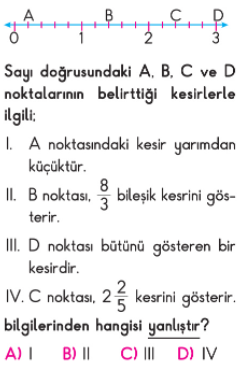 A B C D
0 1 2 3
Sayı doğrusundaki A, B, C ve D
noktalarının belirttiği kesirlerle
ilgili;
I. A noktasındaki kesir yarımdan
küçüktür.
II. B noktası, 8/3 bileşik kesrini gös-
terir.
III. D noktası bütünü gösteren bir
kesirdir.
IV. C noktası, 2 2/5 kesrini gösterir.
bilgilerinden hangisi yanlıştır?
A) I B) II C) III D) IV